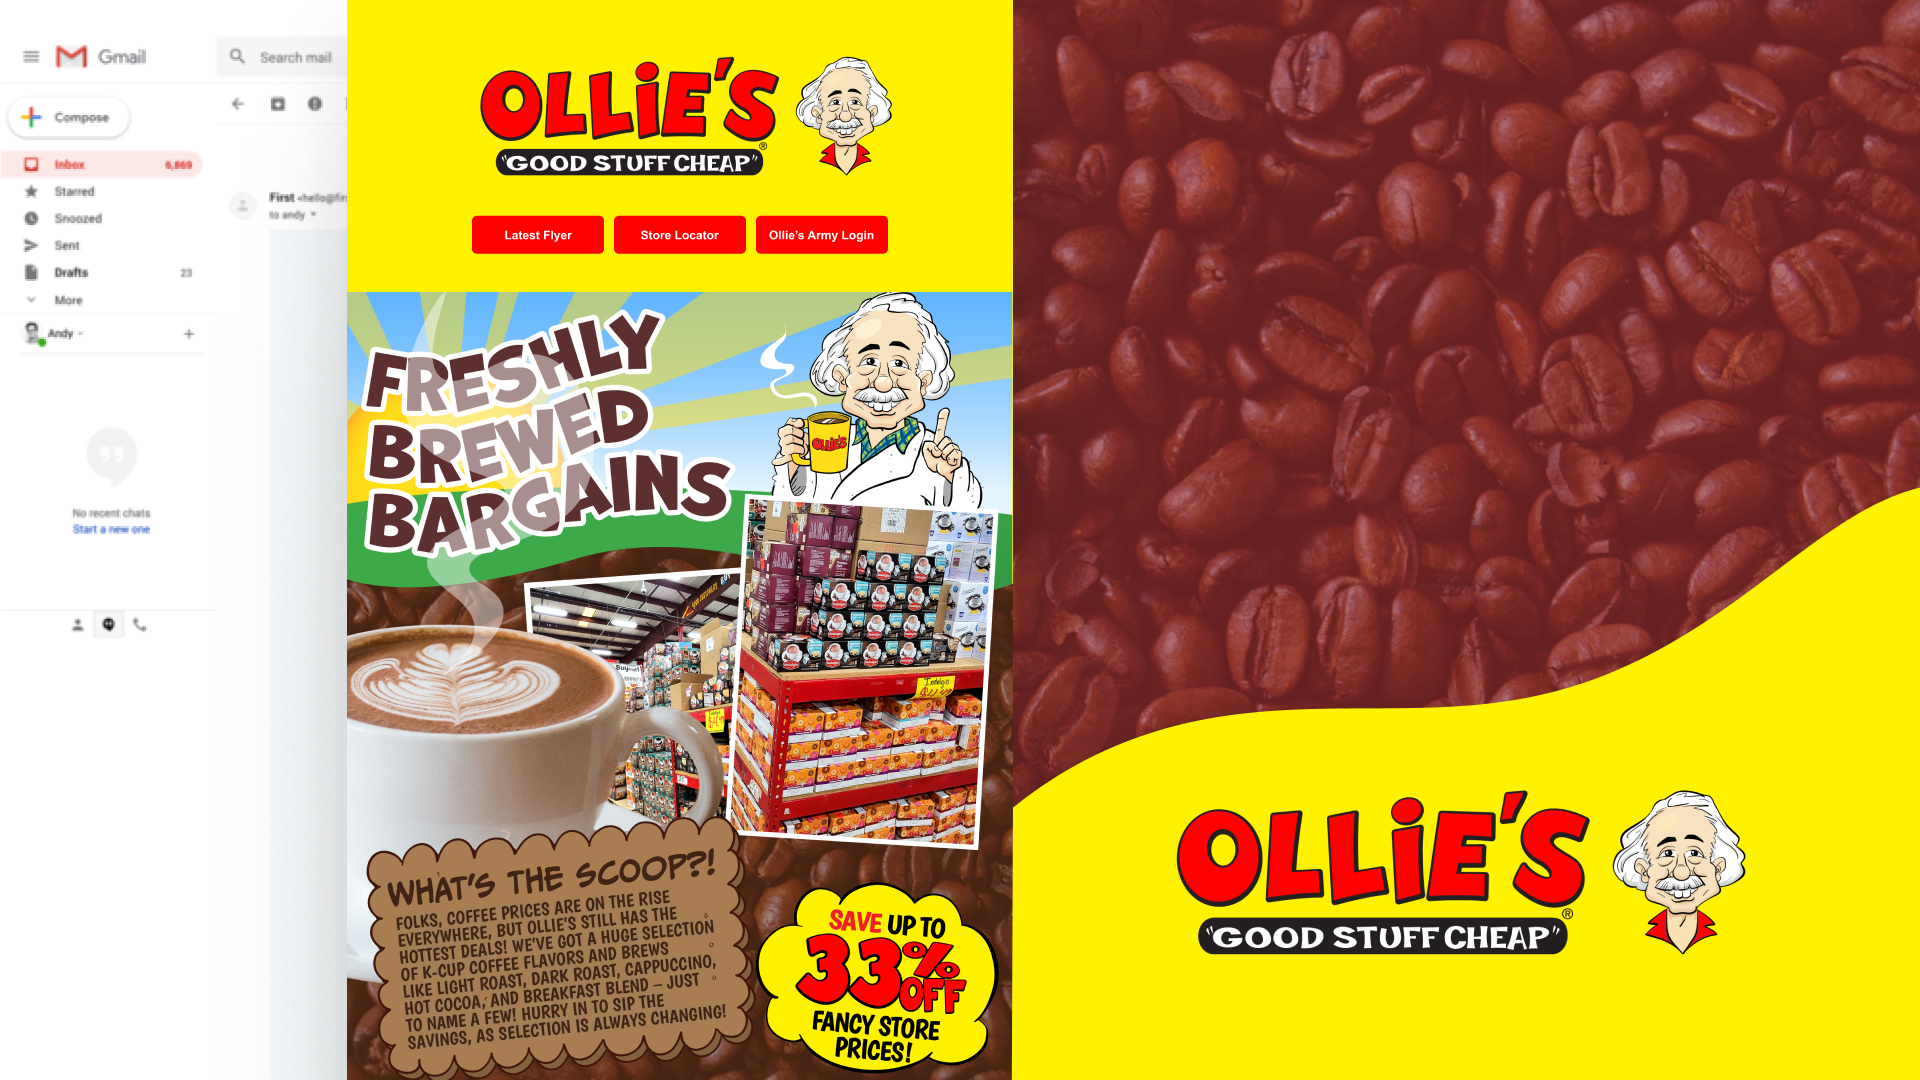 Gmail
Search mail
Compose
Inbox 6,869
Starred
Snoozed
Sent
Drafts 23
More
Andy
No recent chats
Start a new one
First <hello@fir
to andy
OLLiE'S
®
"GOOD STUFF CHEAP"
Latest Flyer
Store Locator
Ollie's Army Login
FRESHLY
BREWED
BARGAINS
OLLiE'S
WHAT'S THE SCOOP?!
FOLKS, COFFEE PRICES ARE ON THE RISE
EVERYWHERE, BUT OLLIE'S STILL HAS THE
HOTTEST DEALS! WE'VE GOT A HUGE SELECTION
OF K-CUP COFFEE FLAVORS AND BREWS
LIKE LIGHT ROAST, DARK ROAST, CAPPUCCINO,
HOT COCOA, AND BREAKFAST BLEND – JUST
TO NAME A FEW! HURRY IN TO SIP THE
SAVINGS, AS SELECTION IS ALWAYS CHANGING!
SAVE UP TO
33%
OFF
FANCY STORE
PRICES!
OLLiE'S
®
"GOOD STUFF CHEAP"